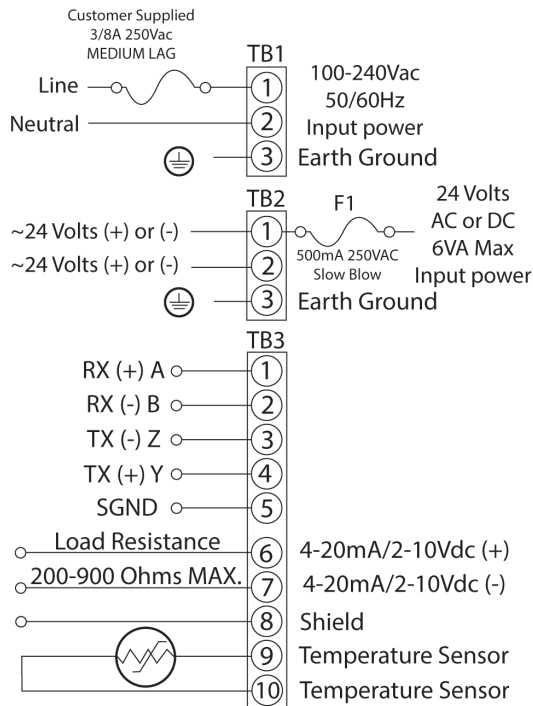 Customer Supplied
3/8A 250Vac
MEDIUM LAG
TB1
Line
1
100-240Vac
50/60Hz
Input power
Neutral
2
3
Earth Ground
TB2
~24 Volts (+) or (-)
1
F1
500mA 250VAC
Slow Blow
24 Volts
AC or DC
6VA Max
Input power
~24 Volts (+) or (-)
2
3
Earth Ground
TB3
RX (+) A
1
RX (-) B
2
TX (-) Z
3
TX (+) Y
4
SGND
5
Load Resistance
6
4-20mA/2-10Vdc (+)
200-900 Ohms MAX.
7
4-20mA/2-10Vdc (-)
8
Shield
9
Temperature Sensor
10
Temperature Sensor